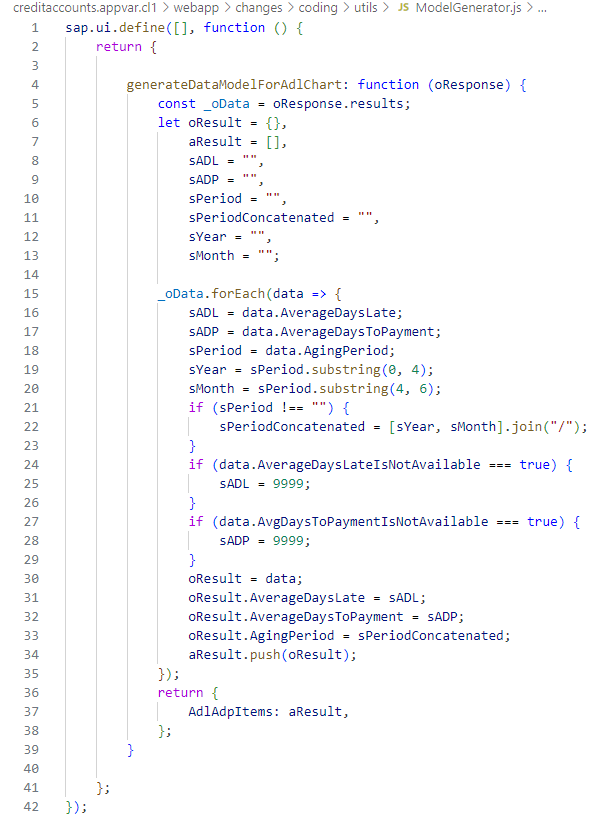 creditaccounts.appvar.cl1 > webapp > changes > coding > utils > JS ModelGenerator.js > ...
1 sap.ui.define([], function () {
2     return {
3
4         generateDataModelForAdlChart: function (oResponse) {
5             const _oData = oResponse.results;
6             let oResult = {},
7                 aResult = [],
8                 sADL = "",
9                 sADP = "",
10                 sPeriod = "",
11                 sPeriodConcatenated = "",
12                 sYear = "",
13                 sMonth = "";
14
15             _oData.forEach(data => {
16                 sADL = data.AverageDaysLate;
17                 sADP = data.AverageDaysToPayment;
18                 sPeriod = data.AgingPeriod;
19                 sYear = sPeriod.substring(0, 4);
20                 sMonth = sPeriod.substring(4, 6);
21                 if (sPeriod !== "") {
22                     sPeriodConcatenated = [sYear, sMonth].join("/");
23                 }
24                 if (data.AverageDaysLateIsNotAvailable === true) {
25                     sADL = 9999;
26                 }
27                 if (data.AvgDaysToPaymentIsNotAvailable === true) {
28                     sADP = 9999;
29                 }
30                 oResult = data;
31                 oResult.AverageDaysLate = sADL;
32                 oResult.AverageDaysToPayment = sADP;
33                 oResult.AgingPeriod = sPeriodConcatenated;
34                 aResult.push(oResult);
35             });
36             return {
37                 AdlAdpItems: aResult,
38             };
39         }
40
41     };
42 });